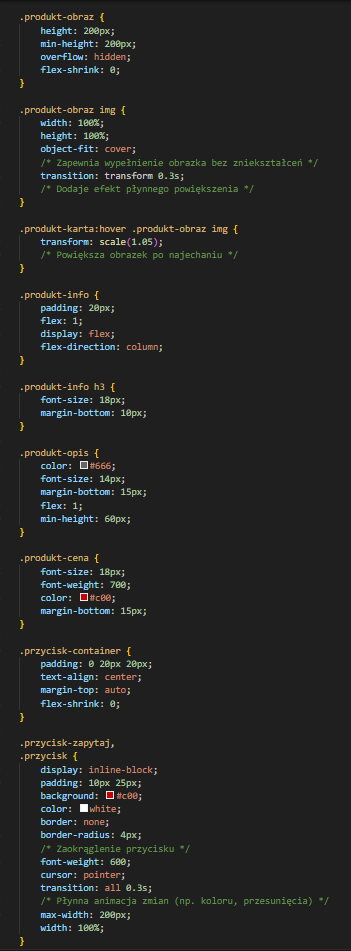 .produkt-obraz {
    height: 200px;
    min-height: 200px;
    overflow: hidden;
    flex-shrink: 0;
}

.produkt-obraz img {
    width: 100%;
    height: 100%;
    object-fit: cover;
    /* Zapewnia wypełnienie obrazka bez zniekształceń */
    transition: transform 0.3s;
    /* Dodaje efekt płynnego powiększenia */
}

.produkt-karta:hover .produkt-obraz img {
    transform: scale(1.05);
    /* Powiększa obrazek po najechaniu */
}

.produkt-info {
    padding: 20px;
    flex: 1;
    display: flex;
    flex-direction: column;
}

.produkt-info h3 {
    font-size: 18px;
    margin-bottom: 10px;
}

.produkt-opis {
    color: #666;
    font-size: 14px;
    margin-bottom: 15px;
    flex: 1;
    min-height: 60px;
}

.produkt-cena {
    font-size: 18px;
    font-weight: 700;
    color: #c00;
    margin-bottom: 15px;
}

.przycisk-container {
    padding: 0 20px 20px;
    text-align: center;
    margin-top: auto;
    flex-shrink: 0;
}

.przycisk-zapytaj,
.przycisk {
    display: inline-block;
    padding: 10px 25px;
    background: #c00;
    color: white;
    border: none;
    border-radius: 4px;
    /* Zaokrąglenie przycisku */
    font-weight: 600;
    cursor: pointer;
    transition: all 0.3s;
    /* Płynna animacja zmian (np. koloru, przesunięcia) */
    max-width: 200px;
    width: 100%;
}